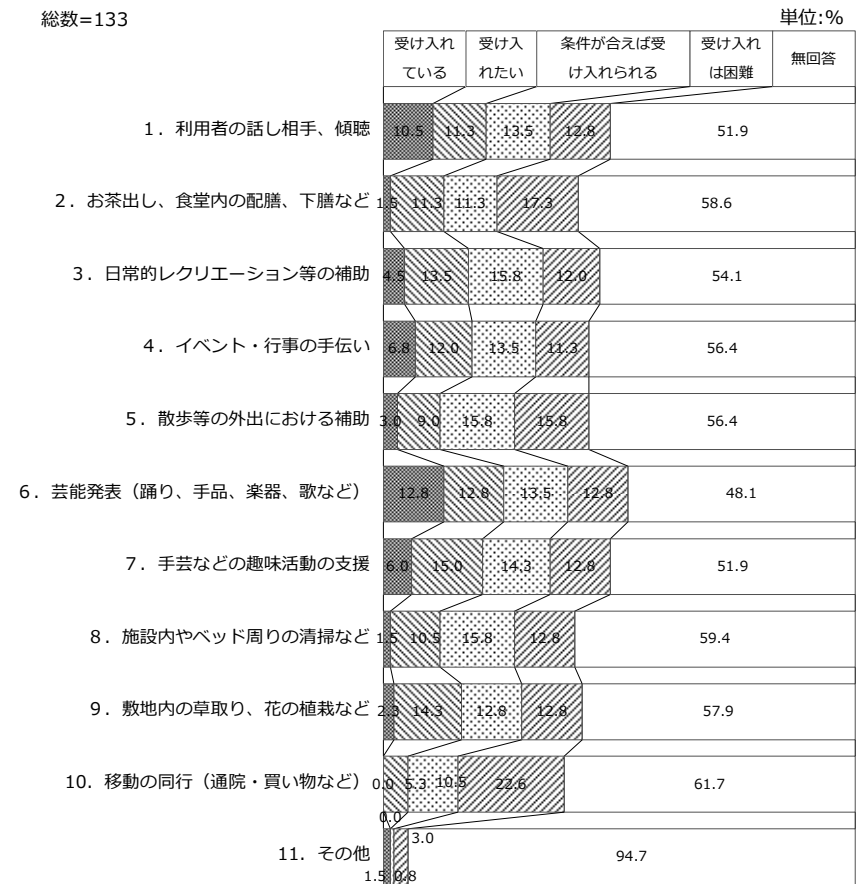 総数=133
単位:%
受け入れ
ている
受け入
れたい
条件が合えば受
け入れられる
受け入れ
は困難
無回答
1．利用者の話し相手、傾聴 10.5 11.3 13.5 12.8 51.9
2．お茶出し、食堂内の配膳、下膳など 1.5 11.3 11.3 17.3 58.6
3．日常的レクリエーション等の補助 4.5 13.5 15.8 12.0 54.1
4．イベント・行事の手伝い 6.8 12.0 13.5 11.3 56.4
5．散歩等の外出における補助 3.0 9.0 15.8 15.8 56.4
6．芸能発表（踊り、手品、楽器、歌など） 12.8 12.8 13.5 12.8 48.1
7．手芸などの趣味活動の支援 6.0 15.0 14.3 12.8 51.9
8．施設内やベッド周りの清掃など 1.5 10.5 15.8 12.8 59.4
9．敷地内の草取り、花の植栽など 2.3 14.3 12.8 12.8 57.9
10．移動の同行（通院・買い物など） 0.0 5.3 10.5 22.6 61.7
0.0
3.0
11．その他 94.7
1.5 0.8